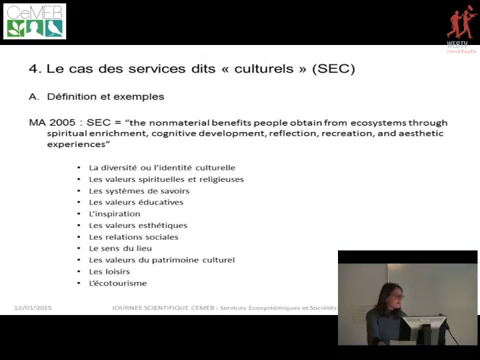 CeMEB
WEBTV
4. Le cas des services dits « culturels » (SEC)
A. Définition et exemples
MA 2005 : SEC = "the nonmaterial benefits people obtain from ecosystems through
spiritual enrichment, cognitive development, reflection, recreation, and aesthetic
experiences"
• La diversité ou l'identité culturelle
• Les valeurs spirituelles et religieuses
• Les systèmes de savoirs
• Les valeurs éducatives
• L'inspiration
• Les valeurs esthétiques
• Les relations sociales
• Le sens du lieu
• Les valeurs du patrimoine culturel
• Les loisirs
• L'écotourisme
12/03/2015
JOURNEE SCIENTIFIQUE CEMEB - Services Ecosystémiques et Sociétés